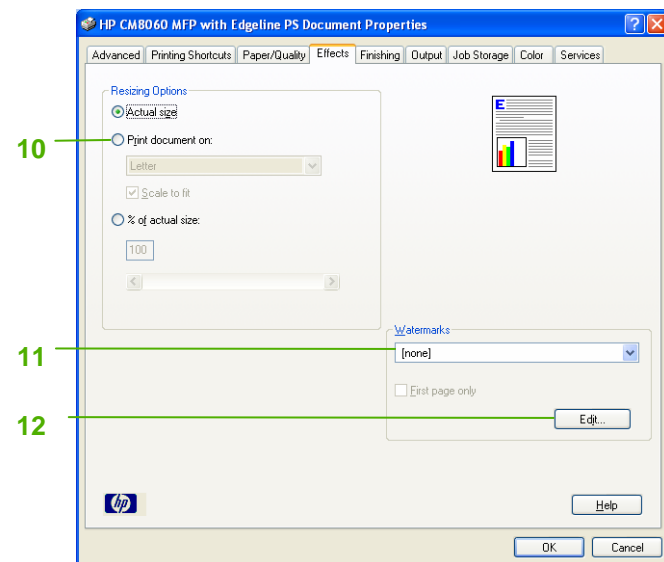 HP CM8060 MFP with Edgeline PS Document Properties
Advanced Printing Shortcuts Paper/Quality Effects Finishing Output Job Storage Color Services
Resizing Options
Actual size
10 Print document on:
Letter
Scale to fit
% of actual size:
100
E
Watermarks
11 [none]
First page only
12 Edit...
hp
Help
OK Cancel